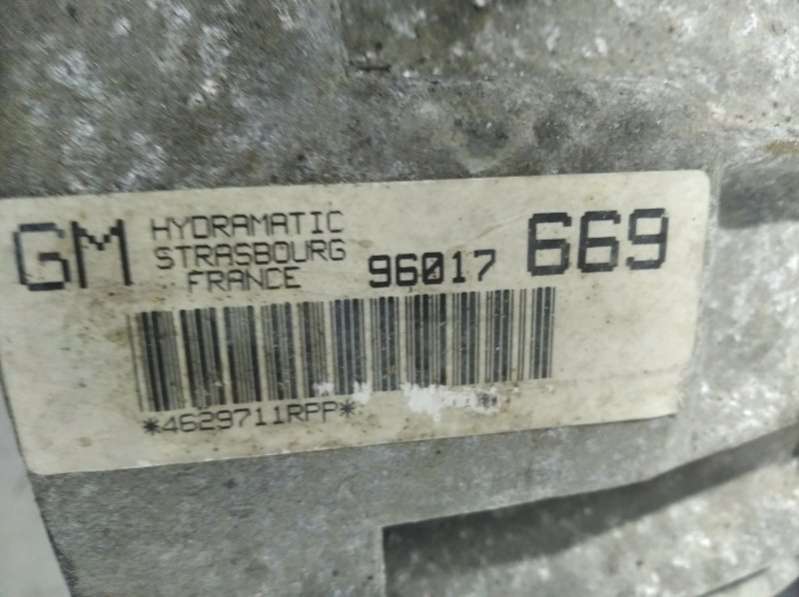 GM HYDRAMATIC
STRASBOURG
FRANCE 96017 669
*4629711RPP*